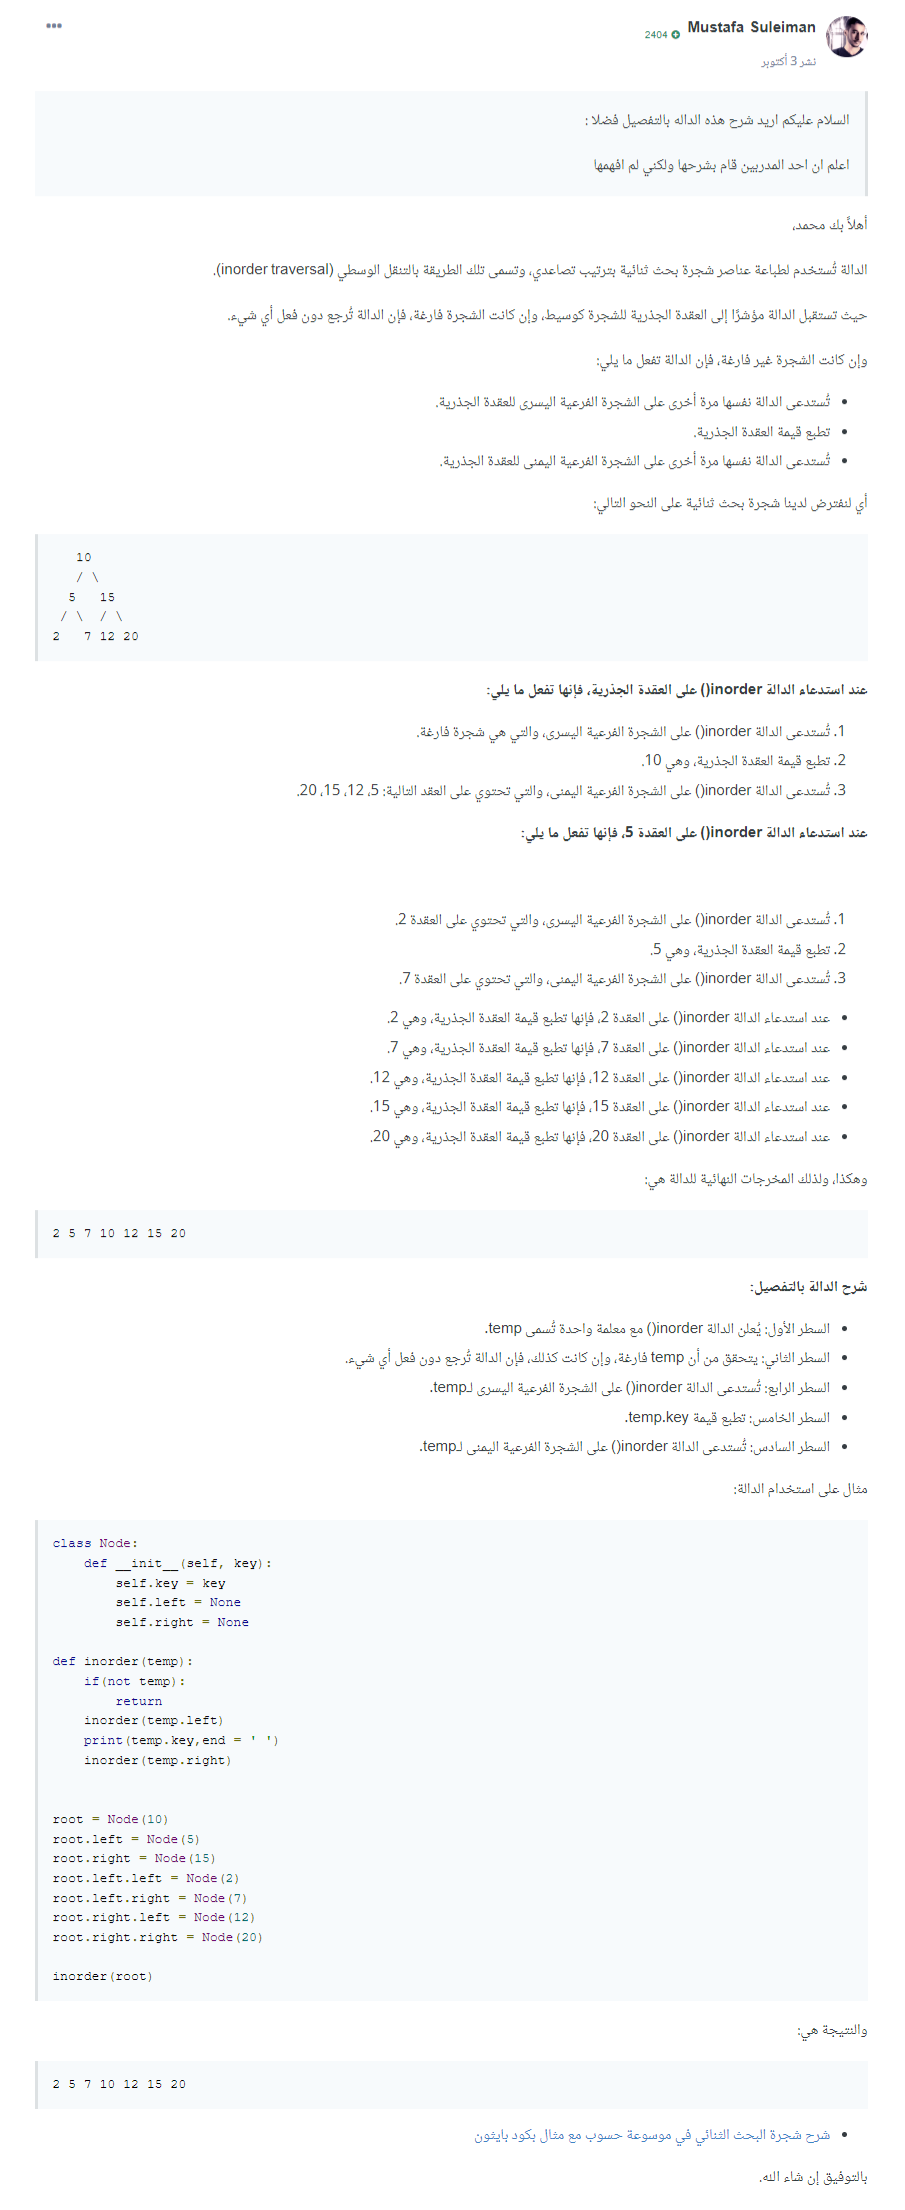 Mustafa Suleiman 2404
نشر 3 أكتوبر
السلام عليكم اريد شرح هذه الداله بالتفصيل فضلا :
اعلم ان احد المدربين قام بشرحها ولكني لم افهمها
أهلاً بك محمد،
الدالة تُستخدم لطباعة عناصر شجرة بحث ثنائية بترتيب تصاعدي، وتسمى تلك الطريقة بالتنقل الوسطي (inorder traversal).
حيث تستقبل الدالة مؤشرًا إلى العقدة الجذرية للشجرة كوسيط، وإن كانت الشجرة فارغة، فإن الدالة تُرجع دون فعل أي شيء.
وإن كانت الشجرة غير فارغة، فإن الدالة تفعل ما يلي:
• تُستدعى الدالة نفسها مرة أخرى على الشجرة الفرعية اليسرى للعقدة الجذرية.
• تطبع قيمة العقدة الجذرية.
• تُستدعى الدالة نفسها مرة أخرى على الشجرة الفرعية اليمنى للعقدة الجذرية.
أي لنفترض لدينا شجرة بحث ثنائية على النحو التالي:
   10
   / \
  5   15
 / \  / \
2   7 12 20
عند استدعاء الدالة inorder() على العقدة الجذرية، فإنها تفعل ما يلي:
1. تُستدعى الدالة inorder() على الشجرة الفرعية اليسرى، والتي هي شجرة فارغة.
2. تطبع قيمة العقدة الجذرية، وهي 10.
3. تُستدعى الدالة inorder() على الشجرة الفرعية اليمنى، والتي تحتوي على العقد التالية: 5، 12، 15، 20.
عند استدعاء الدالة inorder() على العقدة 5، فإنها تفعل ما يلي:
1. تُستدعى الدالة inorder() على الشجرة الفرعية اليسرى، والتي تحتوي على العقدة 2.
2. تطبع قيمة العقدة الجذرية، وهي 5.
3. تُستدعى الدالة inorder() على الشجرة الفرعية اليمنى، والتي تحتوي على العقدة 7.
• عند استدعاء الدالة inorder() على العقدة 2، فإنها تطبع قيمة العقدة الجذرية، وهي 2.
• عند استدعاء الدالة inorder() على العقدة 7، فإنها تطبع قيمة العقدة الجذرية، وهي 7.
• عند استدعاء الدالة inorder() على العقدة 12، فإنها تطبع قيمة العقدة الجذرية، وهي 12.
• عند استدعاء الدالة inorder() على العقدة 15، فإنها تطبع قيمة العقدة الجذرية، وهي 15.
• عند استدعاء الدالة inorder() على العقدة 20، فإنها تطبع قيمة العقدة الجذرية، وهي 20.
وهكذا، ولذلك المخرجات النهائية للدالة هي:
2 5 7 10 12 15 20
شرح الدالة بالتفصيل:
• السطر الأول: يُعلن الدالة inorder() مع معلمة واحدة تُسمى temp.
• السطر الثاني: يتحقق من أن temp فارغة، وإن كانت كذلك، فإن الدالة تُرجع دون فعل أي شيء.
• السطر الرابع: تُستدعى الدالة inorder() على الشجرة الفرعية اليسرى لـtemp.
• السطر الخامس: تطبع قيمة temp.key.
• السطر السادس: تُستدعى الدالة inorder() على الشجرة الفرعية اليمنى لـtemp.
مثال على استخدام الدالة:
class Node:
    def __init__(self, key):
        self.key = key
        self.left = None
        self.right = None
def inorder(temp):
    if(not temp):
        return
    inorder(temp.left)
    print(temp.key,end = ' ')
    inorder(temp.right)
root = Node(10)
root.left = Node(5)
root.right = Node(15)
root.left.left = Node(2)
root.left.right = Node(7)
root.right.left = Node(12)
root.right.right = Node(20)
inorder(root)
والنتيجة هي:
2 5 7 10 12 15 20
• شرح شجرة البحث الثنائي في موسوعة حسوب مع مثال بكود بايثون
بالتوفيق إن شاء الله.